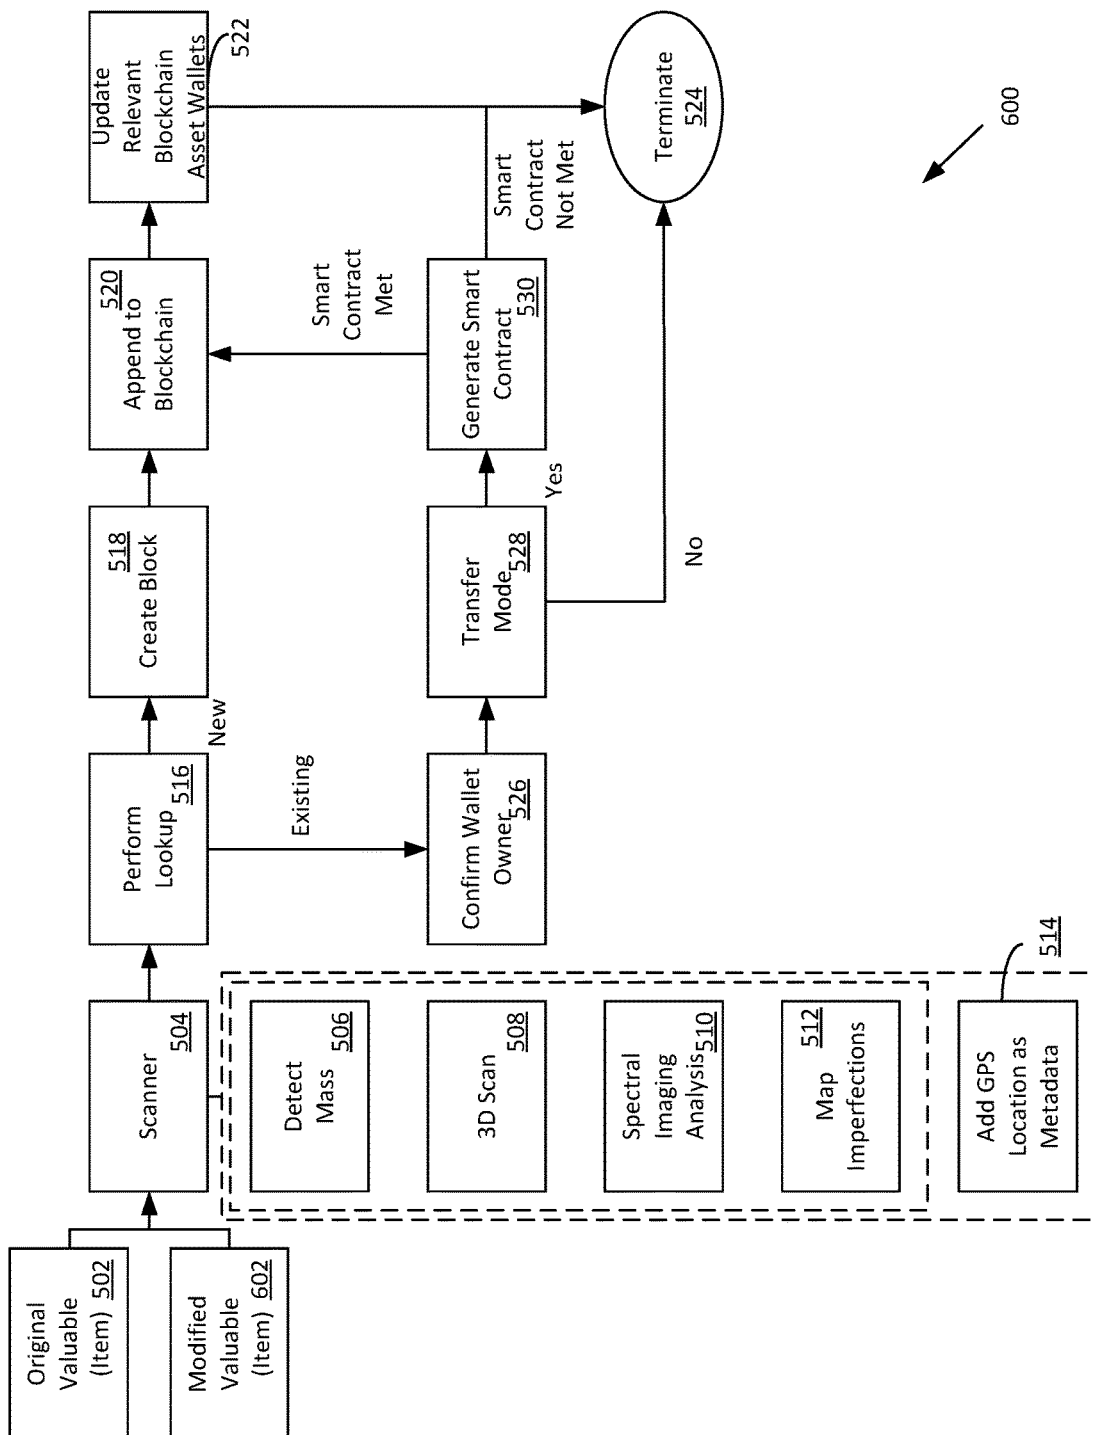 Original
Valuable
(Item) 502
Modified
Valuable
(Item) 602
Scanner
504
Detect
Mass
506
3D Scan
508
Spectral
Imaging
Analysis
510
Map
Imperfections
512
Add GPS
Location as
Metadata
514
Perform
Lookup
516
New
Existing
Create Block
518
Append to
Blockchain
520
Update
Relevant
Blockchain
Asset Wallets
522
Confirm Wallet
Owner
526
Transfer
Mode
528
Yes
No
Generate Smart
Contract
530
Smart
Contract
Met
Smart
Contract
Not Met
Terminate
524
600